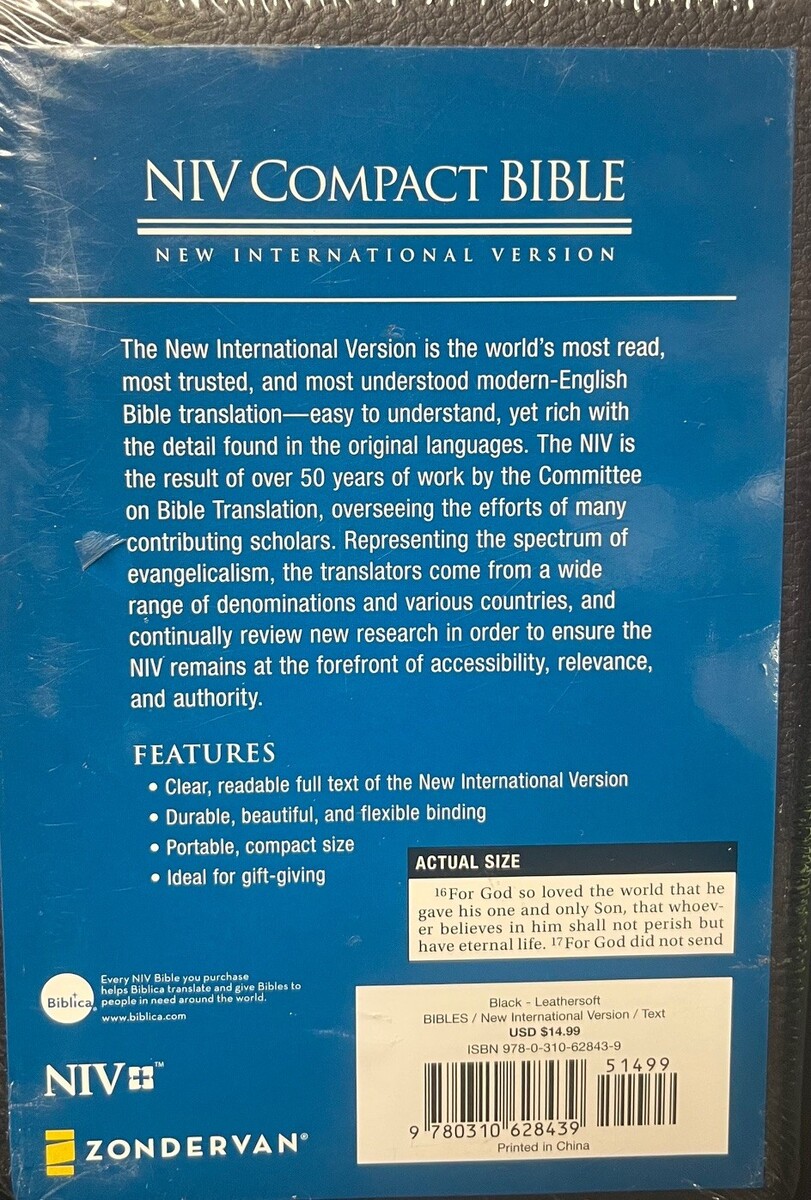 NIV COMPACT BIBLE
NEW INTERNATIONAL VERSION
The New International Version is the world's most read,
most trusted, and most understood modern-English
Bible translation—easy to understand, yet rich with
the detail found in the original languages. The NIV is
the result of over 50 years of work by the Committee
on Bible Translation, overseeing the efforts of many
contributing scholars. Representing the spectrum of
evangelicalism, the translators come from a wide
range of denominations and various countries, and
continually review new research in order to ensure the
NIV remains at the forefront of accessibility, relevance,
and authority.
FEATURES
• Clear, readable full text of the New International Version
• Durable, beautiful, and flexible binding
• Portable, compact size
• Ideal for gift-giving
ACTUAL SIZE
16For God so loved the world that he
gave his one and only Son, that whoev-
er believes in him shall not perish but
have eternal life. 17For God did not send
Biblica
Every NIV Bible you purchase
helps Biblica translate and give Bibles to
people in need around the world.
www.biblica.com
NIV™
ZONDERVAN®
Black - Leathersoft
BIBLES / New International Version / Text
USD $14.99
ISBN 978-0-310-62843-9
51499
9 780310 628439
Printed in China